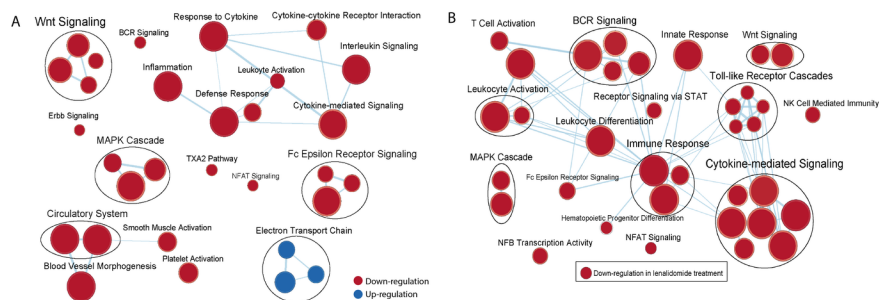 A
Wnt Signaling
BCR Signaling
Response to Cytokine
Cytokine-cytokine Receptor Interaction
Interleukin Signaling
Inflammation
Leukoyte Activation
Defense Response
Cytokine-mediated Signaling
Erbb Signaling
MAPK Cascade
TXA2 Pathway
NFAT Signaling
Fc Epsilon Receptor Signaling
Circulatory System
Smooth Muscle Activation
Electron Transport Chain
Blood Vessel Morphogenesis
Platelet Activation
Down-regulation
Up-regulation
B
T Cell Activation
BCR Signaling
Innate Response
Wnt Signaling
Toll-like Receptor Cascades
Leukocyte Activation
Receptor Signaling via STAT
NK Cell Mediated Immunity
Leukocyte Differentiation
Immune Response
MAPK Cascade
Cytokine-mediated Signaling
Fc Epsilon Receptor Signaling
Hematopoietic Progenitor Differentiation
NFB Transcription Activity
NFAT Signaling
Down-regulation in lenalidomide treatment